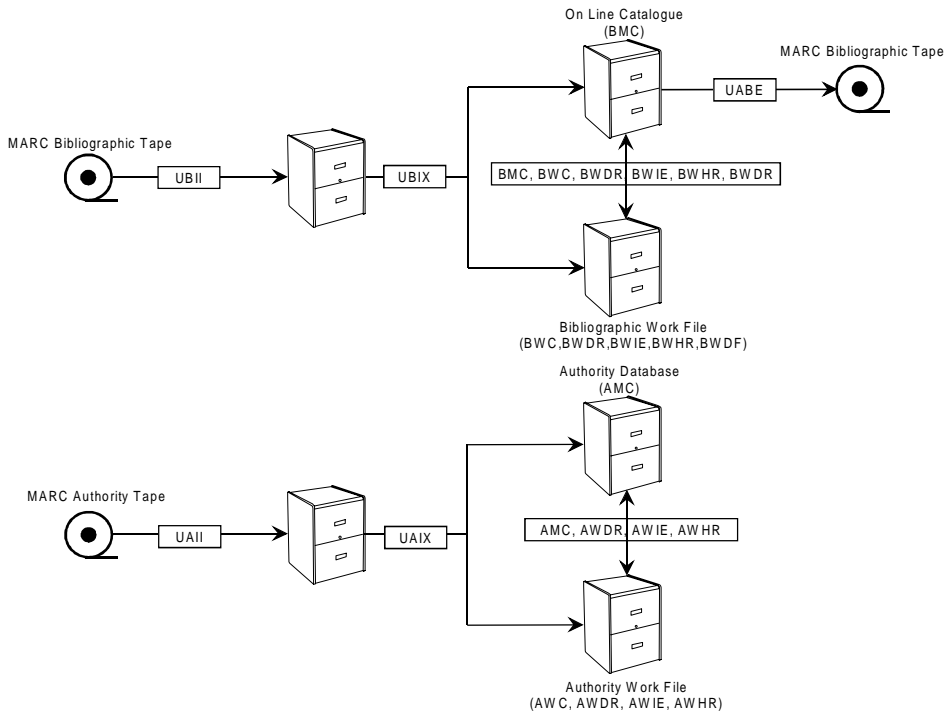 On Line Catalogue
(BMC)
MARC Bibliographic Tape
UABE
MARC Bibliographic Tape
UBII
UBIX
BMC, BWC, BWDR, BWIE, BWHR, BWDR
Bibliographic Work File
(BWC,BWDR,BWIE,BWHR,BWDF)
Authority Database
(AMC)
MARC Authority Tape
UAII
UAIX
AMC, AWDR, AWIE, AWHR
Authority Work File
(AWC, AWDR, AWIE, AWHR)